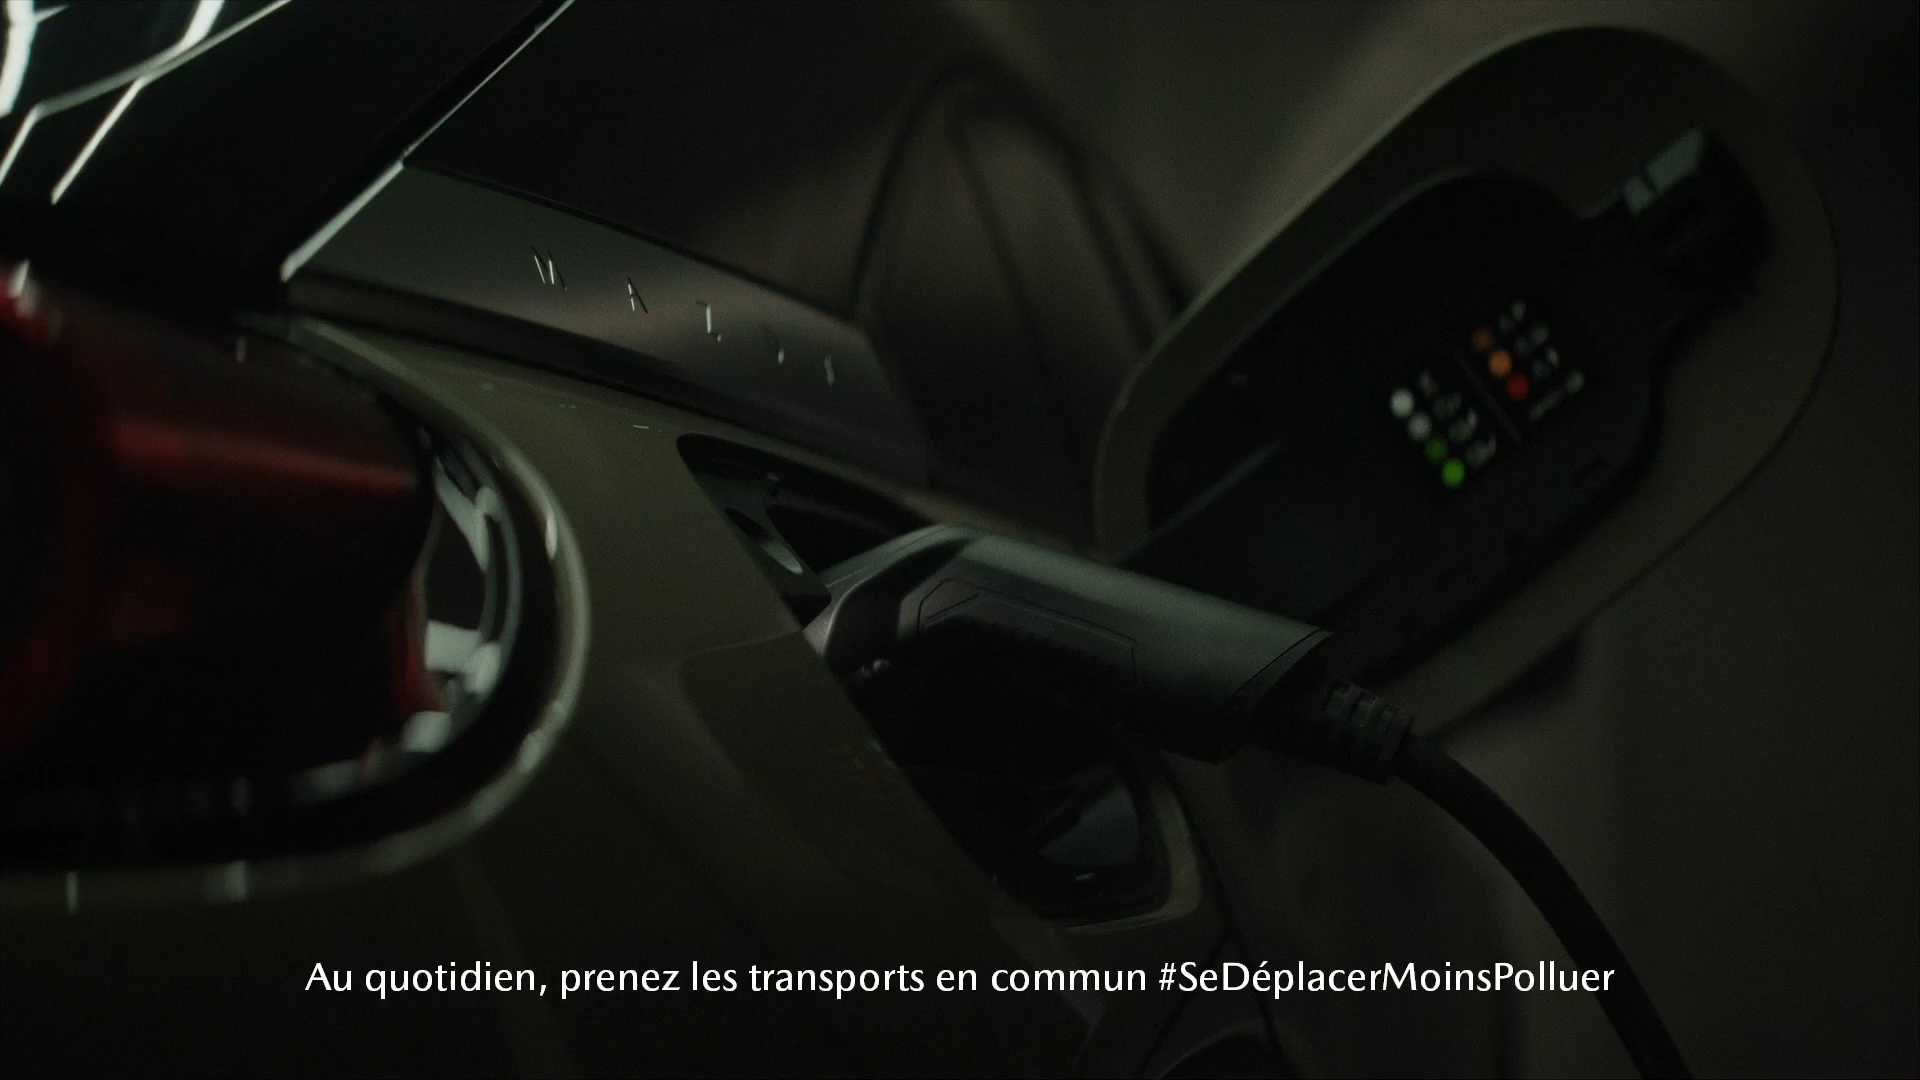 MAZDA
Au quotidien, prenez les transports en commun #SeDéplacerMoinsPolluer